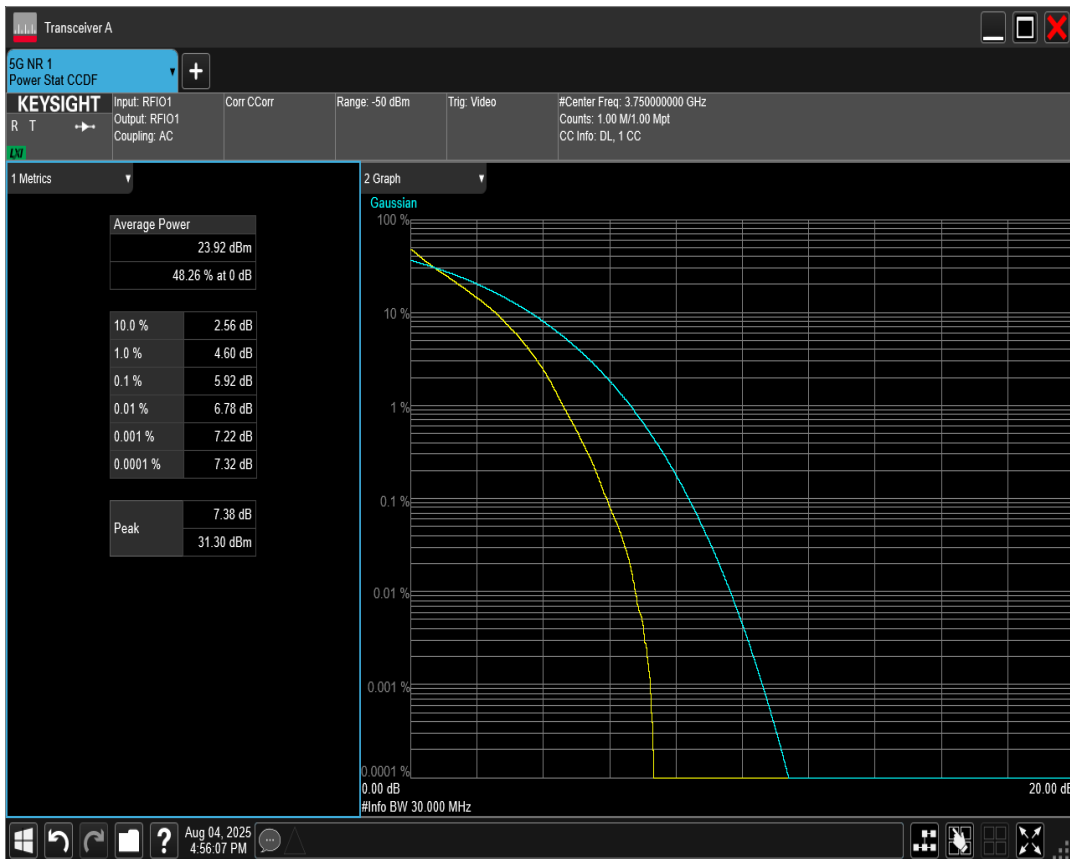 Transceiver A
5G NR 1
Power Stat CCDF
KEYSIGHT
R T
LXI
Input: RFIO1
Output: RFIO1
Coupling: AC
Corr CCorr
Range: -50 dBm
Trig: Video
#Center Freq: 3.750000000 GHz
Counts: 1.00 M/1.00 Mpt
CC Info: DL, 1 CC
1 Metrics
Average Power
23.92 dBm
48.26 % at 0 dB
10.0 % 2.56 dB
1.0 % 4.60 dB
0.1 % 5.92 dB
0.01 % 6.78 dB
0.001 % 7.22 dB
0.0001 % 7.32 dB
Peak
7.38 dB
31.30 dBm
2 Graph
Gaussian
100 %
10 %
1 %
0.1 %
0.01 %
0.001 %
0.0001 %
0.00 dB
20.00 dB
#Info BW 30.000 MHz
?
Aug 04, 2025
4:56:07 PM